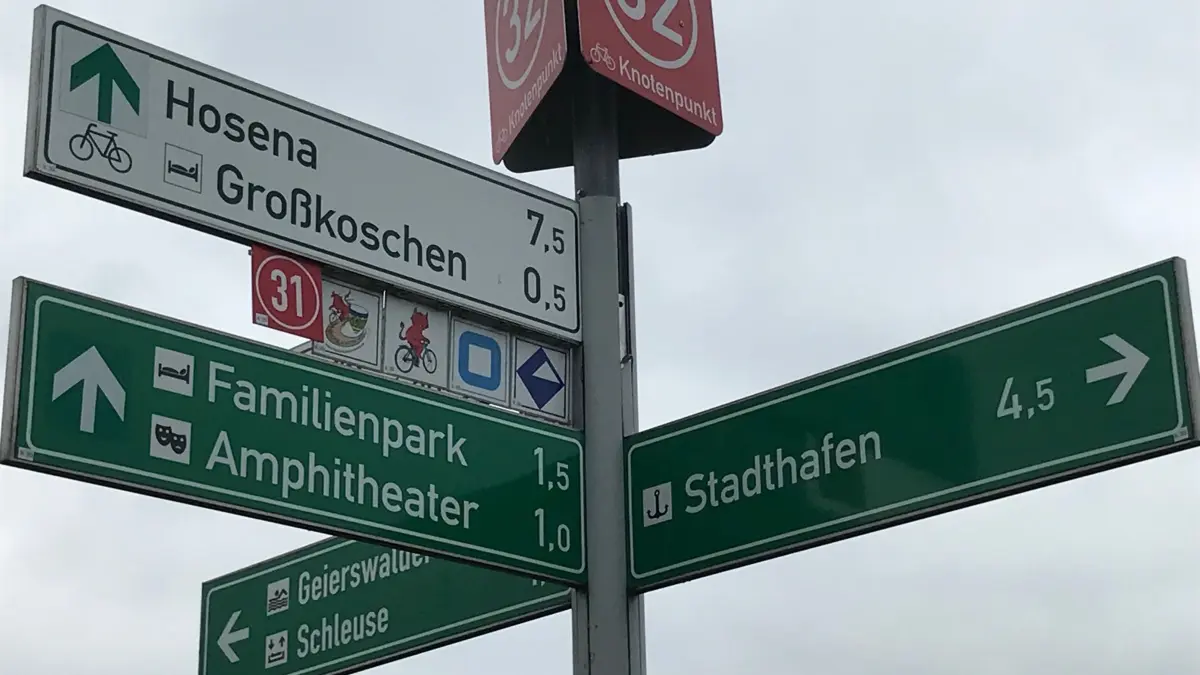 32
Knotenpunkt
32
Knotenpunkt
Hosena 7,5
Großkoschen 0,5
31
Familienpark 1,5
Amphitheater 1,0
Stadthafen 4,5
Schleuse